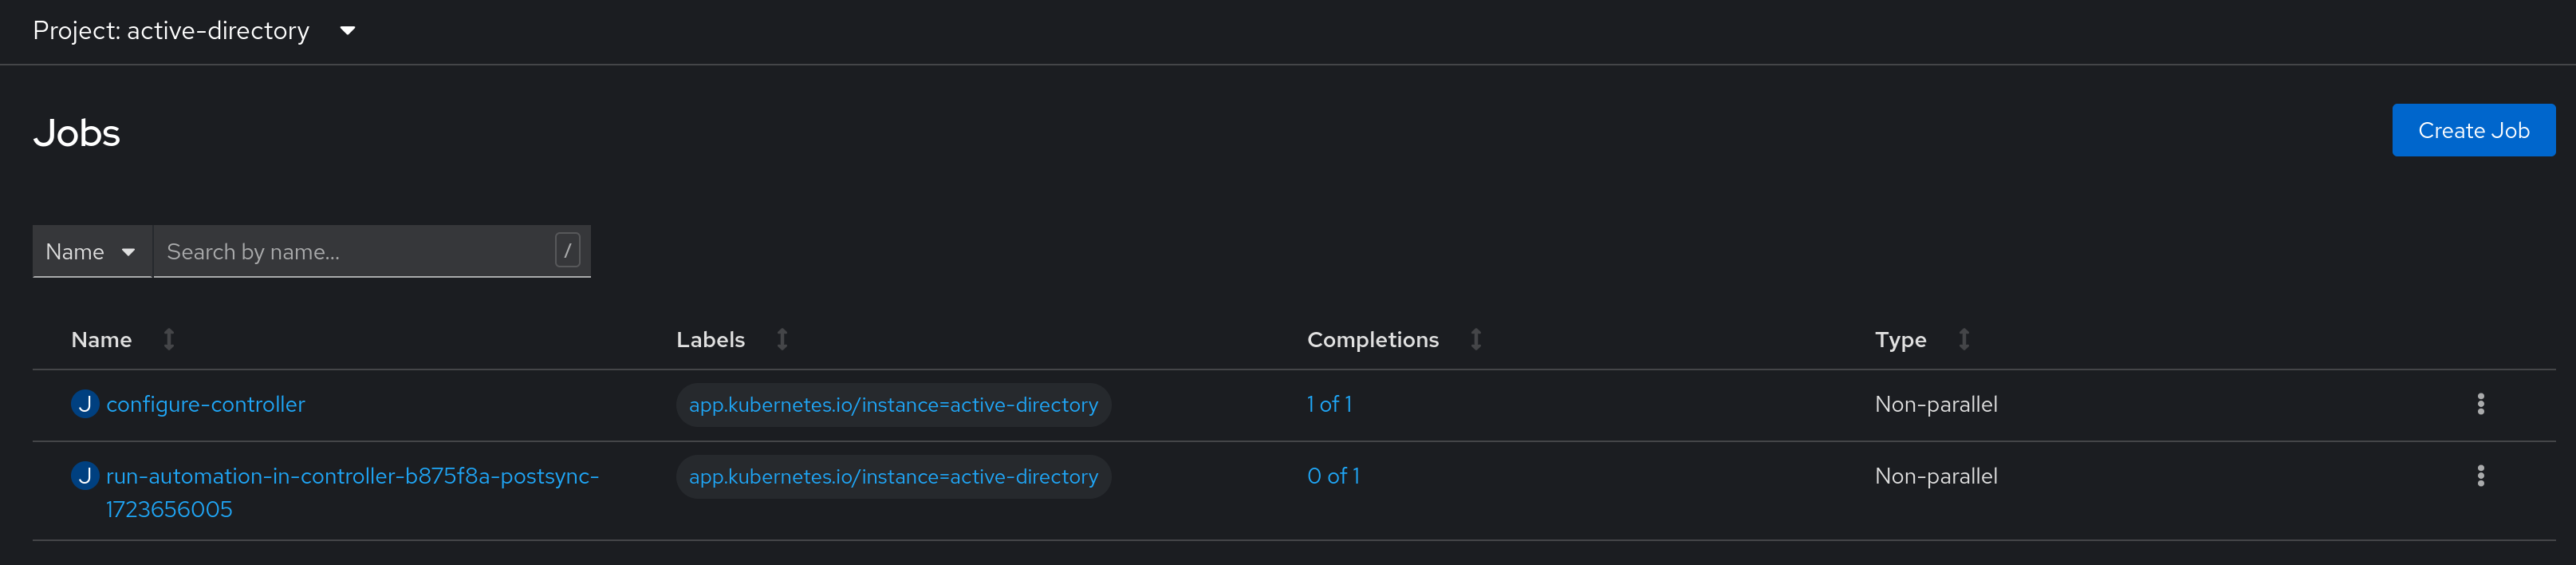 Project: active-directory
Jobs
Create Job
Name
Search by name...
/
Name Labels Completions Type
J configure-controller app.kubernetes.io/instance=active-directory 1 of 1 Non-parallel
J run-automation-in-controller-b875f8a-postsync- app.kubernetes.io/instance=active-directory 0 of 1 Non-parallel
1723656005